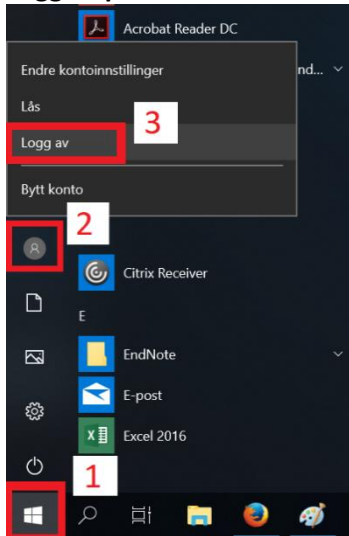 Acrobat Reader DC
Endre kontoinnstillinger
nd...
Lås
3
Logg av
Bytt konto
2
Citrix Receiver
E
EndNote
E-post
Excel 2016
1